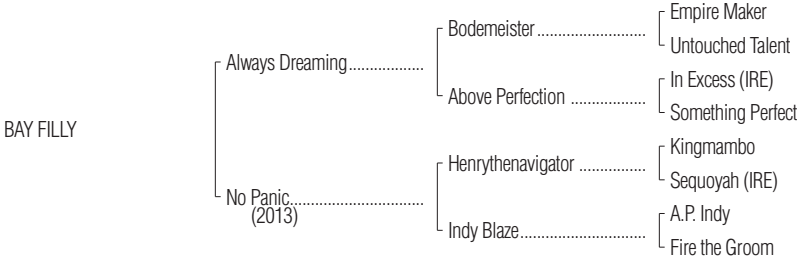 Empire Maker
Bodemeister..........................
Untouched Talent
Always Dreaming..................
In Excess (IRE)
Above Perfection ..................
Something Perfect
BAY FILLY
Kingmambo
Henrythenavigator ................
Sequoyah (IRE)
No Panic................................
(2013)
A.P. Indy
Indy Blaze..............................
Fire the Groom